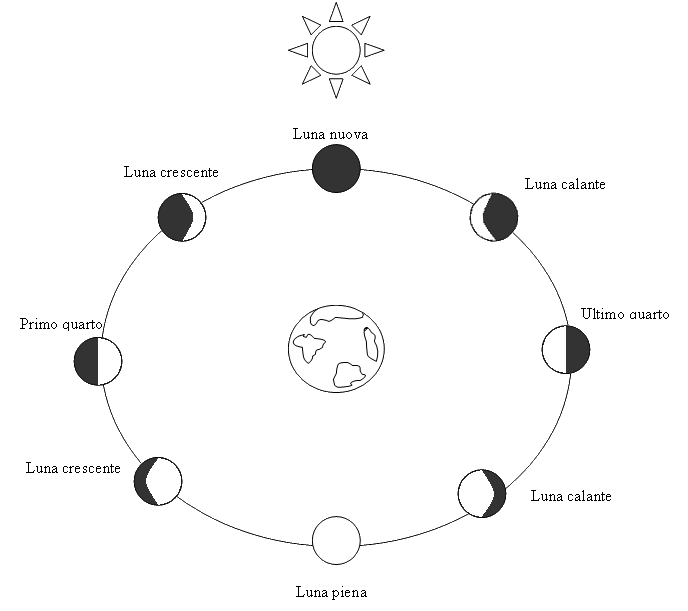 Luna nuova
Luna crescente
Luna calante
Primo quarto
Ultimo quarto
Luna crescente
Luna calante
Luna piena